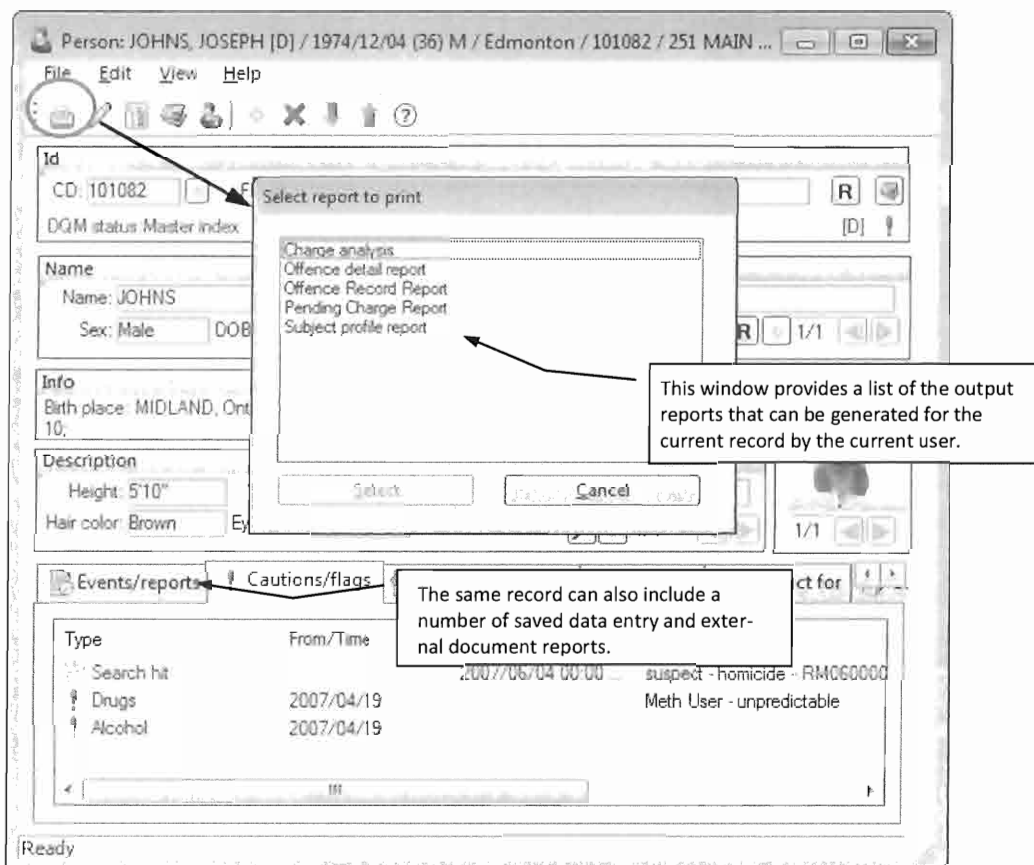 Person: JOHNS, JOSEPH [D] / 1974/12/04 (36) M / Edmonton / 101082 / 251 MAIN ...
File Edit View Help
Id
CD: 101082
DQM status: Master index
R
[D]
Name
Name: JOHNS
Sex: Male DOB
R 1/1
Info
Birth place: MIDLAND, Ont
10;
Description
Height: 5'10"
Hair color: Brown Ey
1/1
Select report to print
Charge analysis
Offence detail report
Offence Record Report
Pending Charge Report
Subject profile report
Select Cancel
This window provides a list of the output
reports that can be generated for the
current record by the current user.
Events/reports Cautions/flags ct for
The same record can also include a
number of saved data entry and exter-
nal document reports.
Type From/Time
Search hit 2007/06/04 00:00 ... suspect - homicide - RM060000
Drugs 2007/04/19 Meth User - unpredictable
Alcohol 2007/04/19
Ready